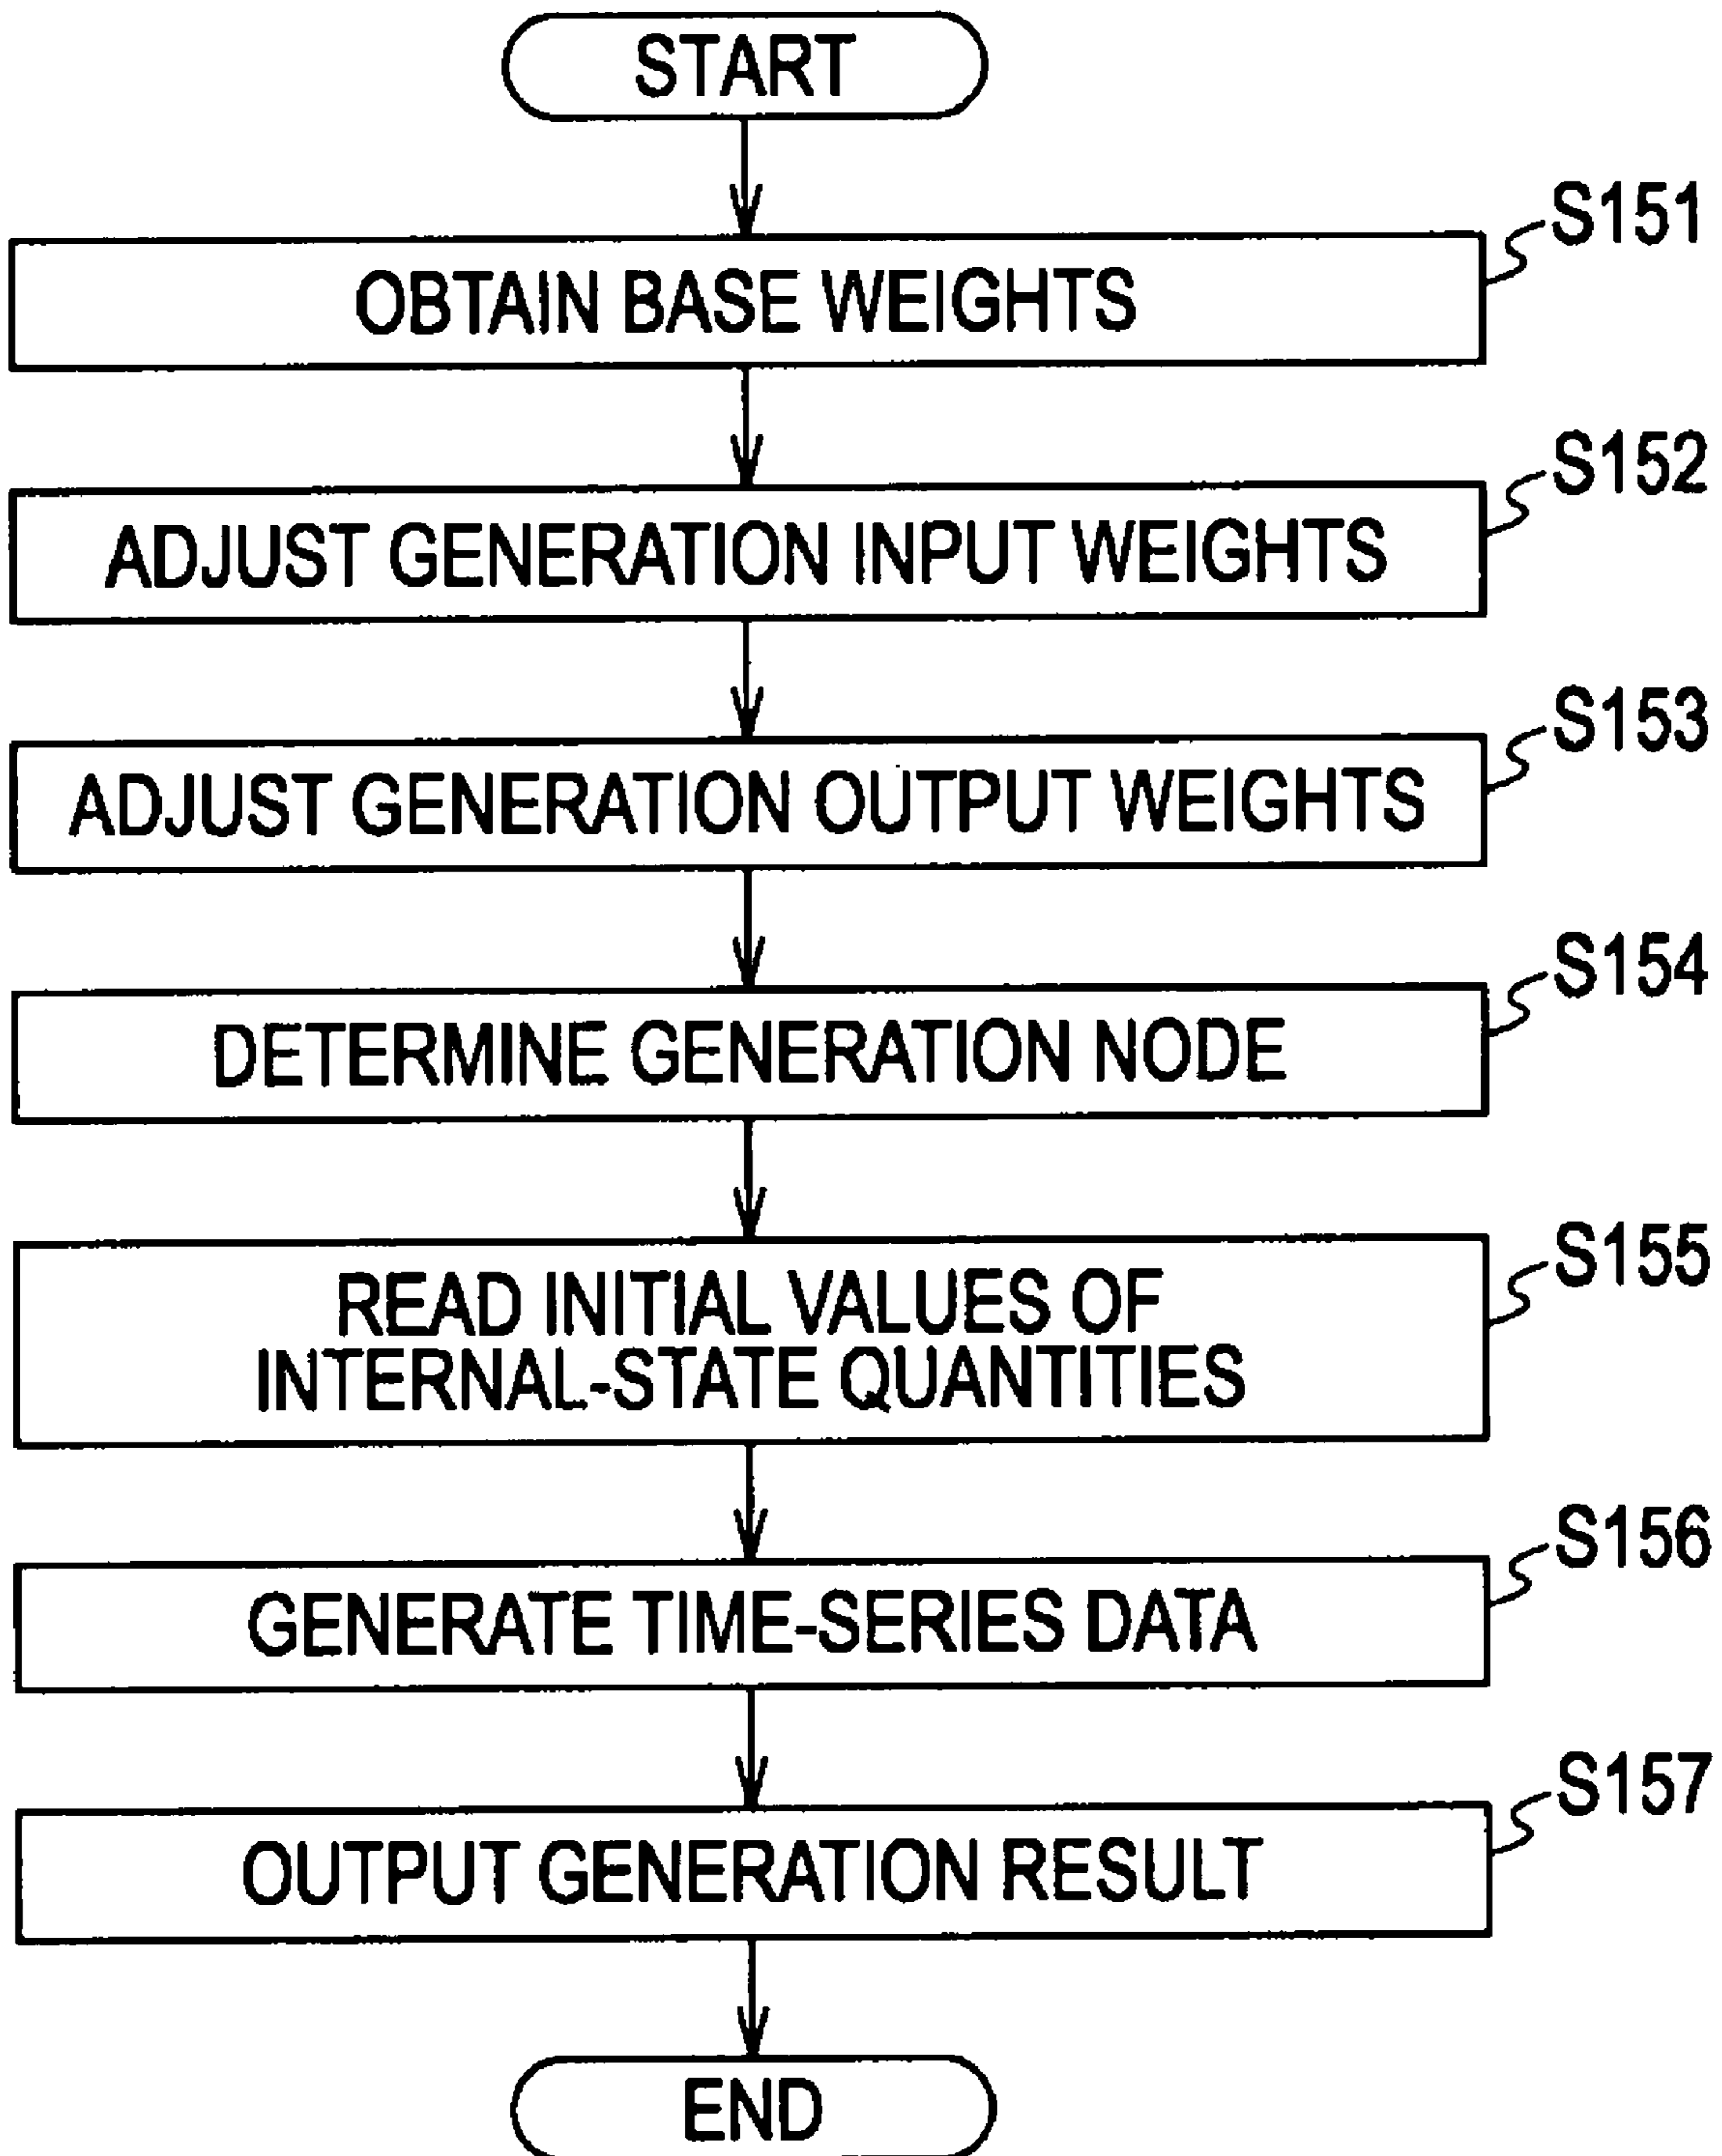 START
S151
OBTAIN BASE WEIGHTS
S152
ADJUST GENERATION INPUT WEIGHTS
S153
ADJUST GENERATION OUTPUT WEIGHTS
S154
DETERMINE GENERATION NODE
S155
READ INITIAL VALUES OF
INTERNAL-STATE QUANTITIES
S156
GENERATE TIME-SERIES DATA
S157
OUTPUT GENERATION RESULT
END